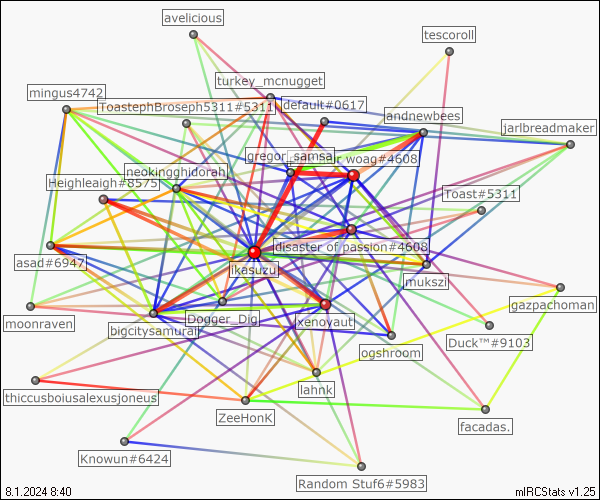 avelicious
tescoroll
turkey_mcnugget
mingus4742
ToastephBroseph5311#5311
default#0617
andnewbees
jarlbreadmaker
gregor_samsa
woag#4608
neokingghidorah
Heighleigh#8575
Toast#5311
disaster of passion#4608
asad#6947
ikasuzu
mukszi
gazpachoman
moonraven
bigcitysamurai
Dogger_Dig
xenoyaut
Duck™#9103
ogshroom
thiccusboiusalexusjoneus
lahnk
ZeeHonK
facadas.
Knowun#6424
Random Stuf6#5983
8.1.2024 8:40
mIRCStats v1.25